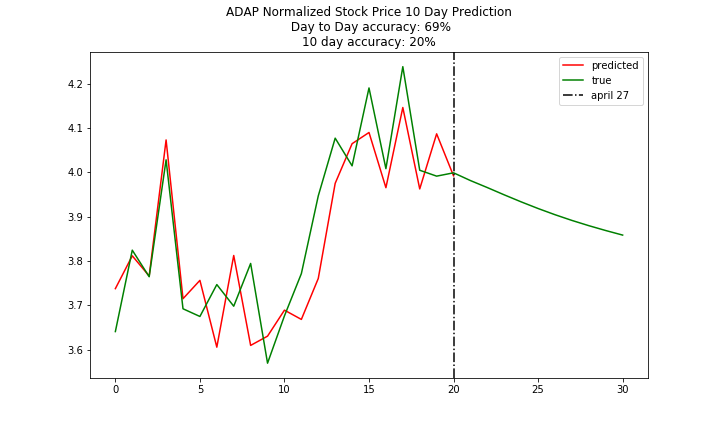 ADAP Normalized Stock Price 10 Day Prediction
Day to Day accuracy: 69%
10 day accuracy: 20%
predicted
true
april 27
4.2
4.1
4.0
3.9
3.8
3.7
3.6
0 5 10 15 20 25 30